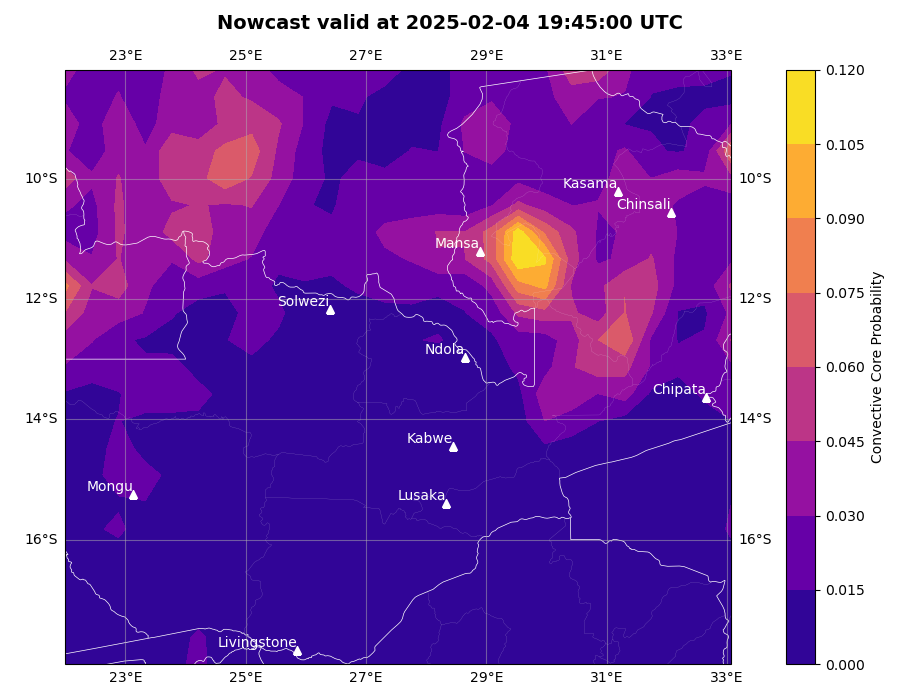 Nowcast valid at 2025-02-04 19:45:00 UTC
23°E 25°E 27°E 29°E 31°E 33°E
0.120
0.105
10°S 10°S
Kasama
Chinsali
0.090
Mansa
0.075
12°S 12°S
Solwezi
Ndola
0.060
Chipata
14°S 14°S
0.045
Kabwe
Mongu
Lusaka
0.030
16°S 16°S
0.015
Livingstone
0.000
23°E 25°E 27°E 29°E 31°E 33°E
Convective Core Probability